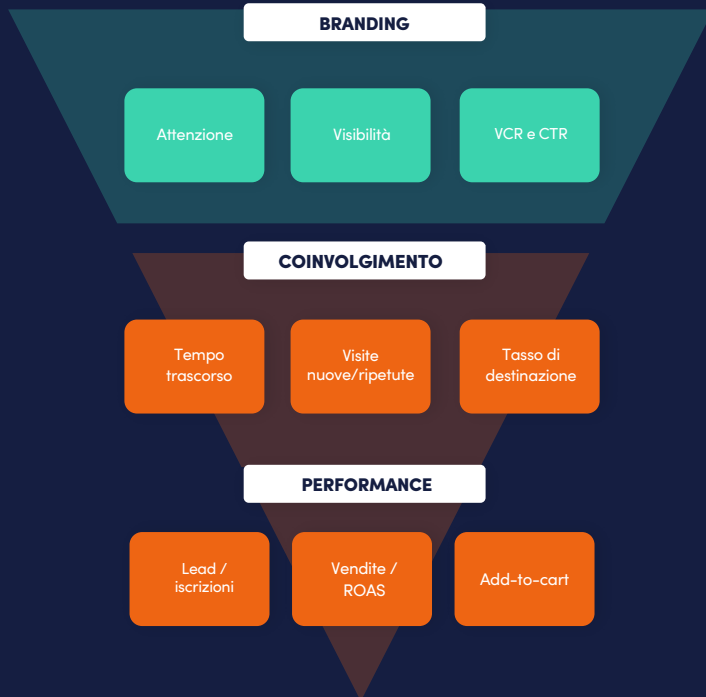 BRANDING
Attenzione
Visibilità
VCR e CTR
COINVOLGIMENTO
Tempo
trascorso
Visite
nuove/ripetute
Tasso di
destinazione
PERFORMANCE
Lead /
iscrizioni
Vendite /
ROAS
Add-to-cart